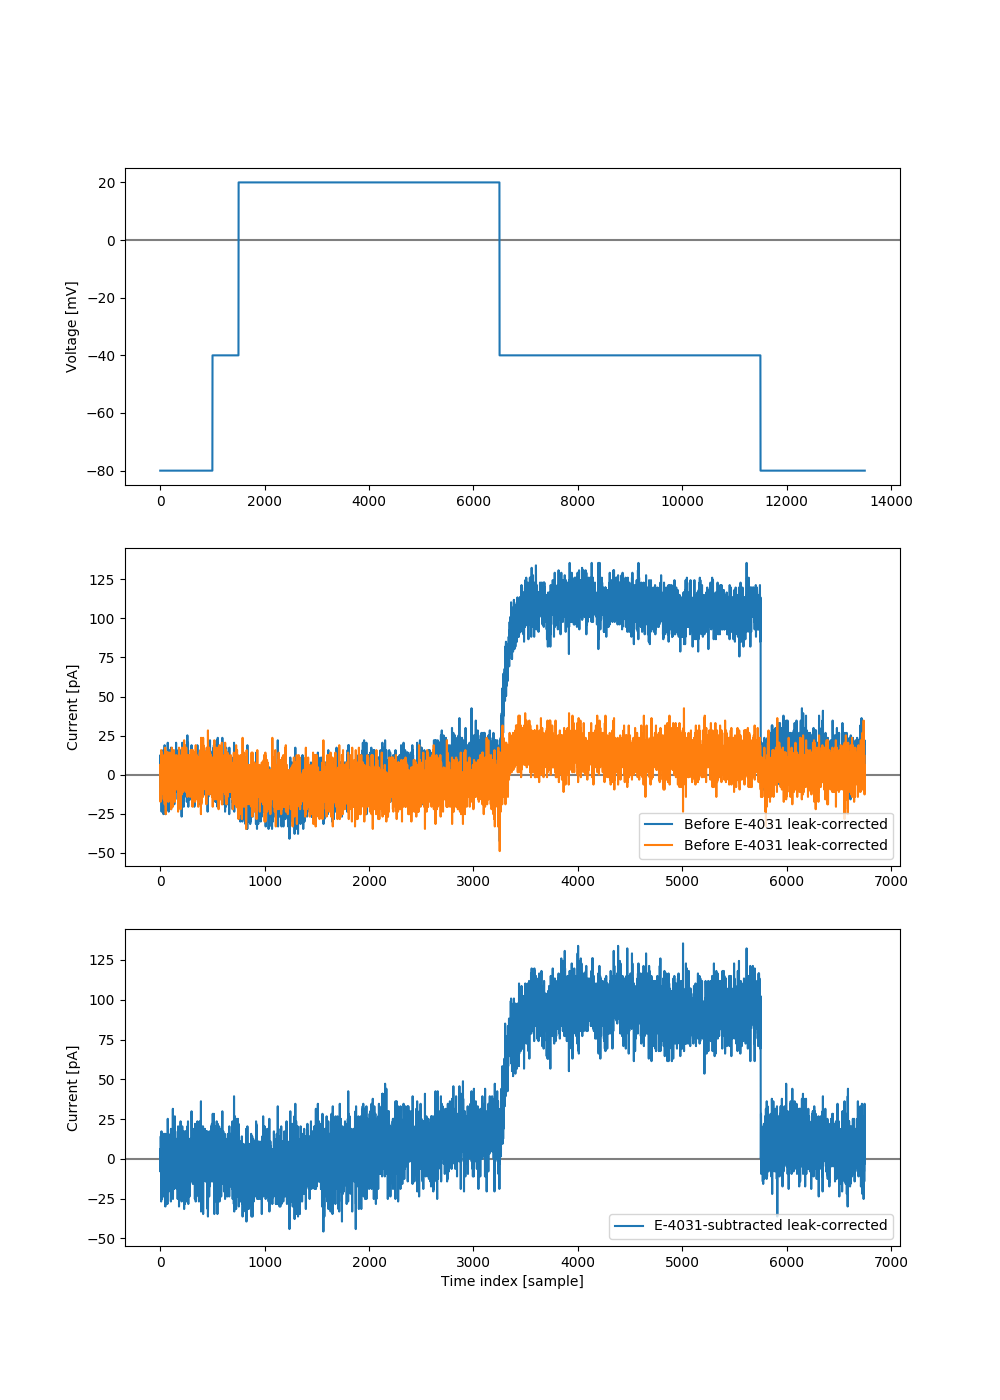 20
0
−20
−40
−60
−80
Voltage [mV]
0 2000 4000 6000 8000 10000 12000 14000
125
100
75
50
25
0
−25
−50
Current [pA]
Before E-4031 leak-corrected
Before E-4031 leak-corrected
0 1000 2000 3000 4000 5000 6000 7000
125
100
75
50
25
0
−25
−50
Current [pA]
E-4031-subtracted leak-corrected
0 1000 2000 3000 4000 5000 6000 7000
Time index [sample]